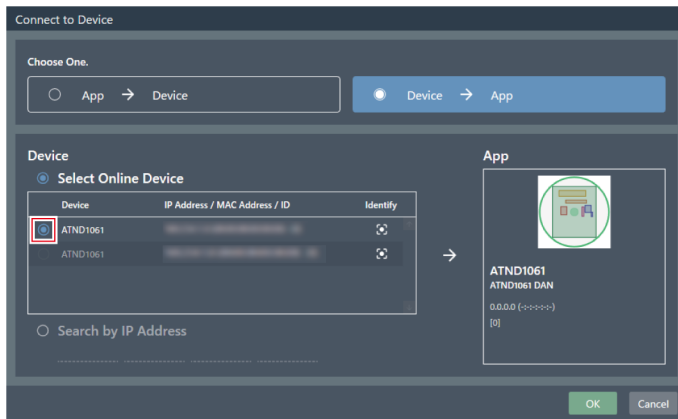 Connect to Device
Choose One.
App → Device
Device → App
Device
App
Select Online Device
Device IP Address / MAC Address / ID Identify
ATND1061
ATND1061
→
ATND1061
ATND1061 DAN
0.0.0.0 (-:-:-:-:-:-)
[0]
Search by IP Address
OK Cancel